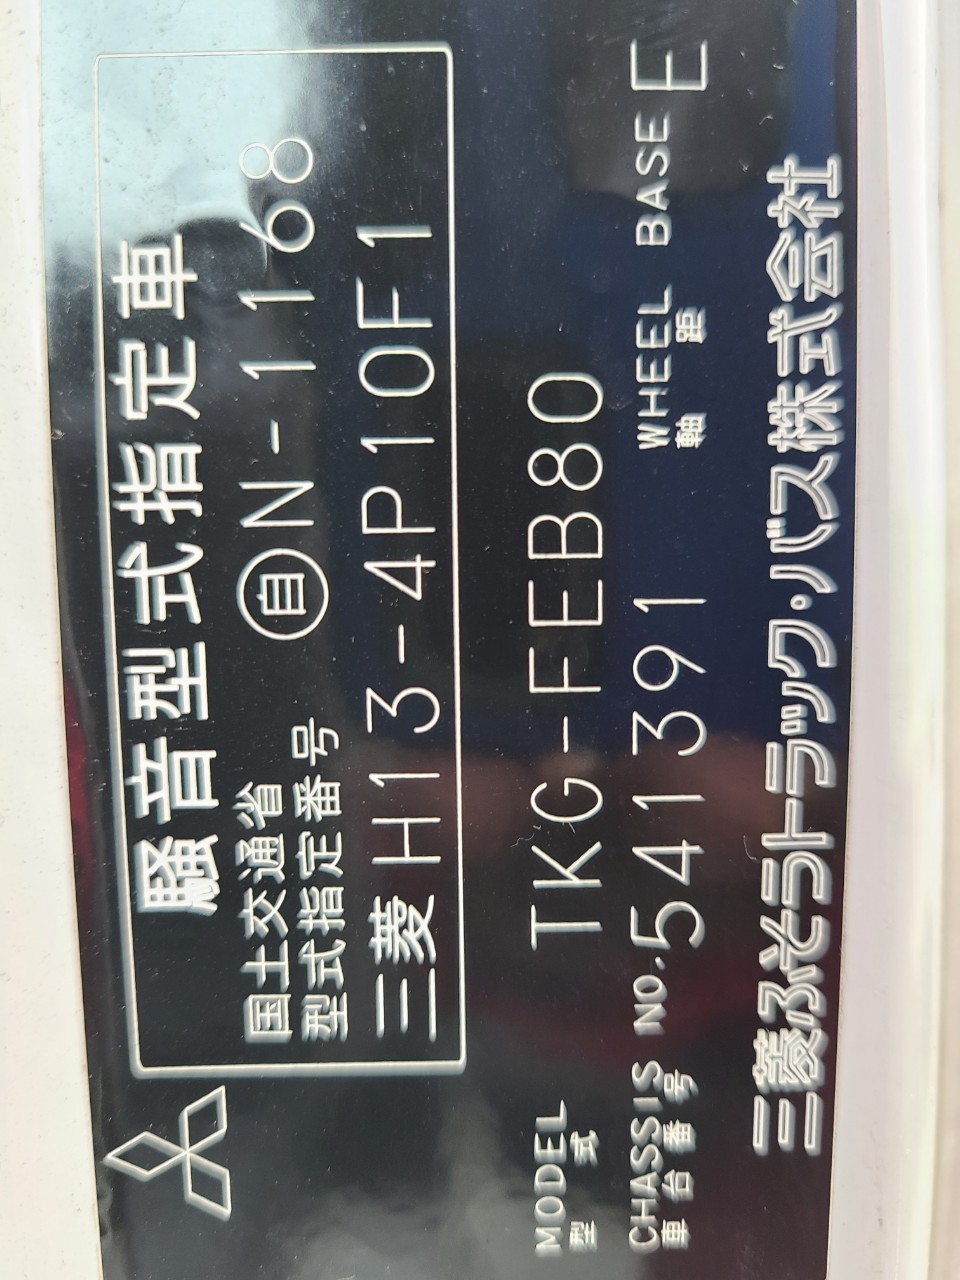 騒音型式指定車
国土交通省
型式指定番号
自N-1168
三菱H13-4P10F1
MODEL
型式
TKG-FEB80
CHASSIS NO.541391
車台番号
WHEEL BASE E
軸距
三菱ふそうトラック・バス株式会社